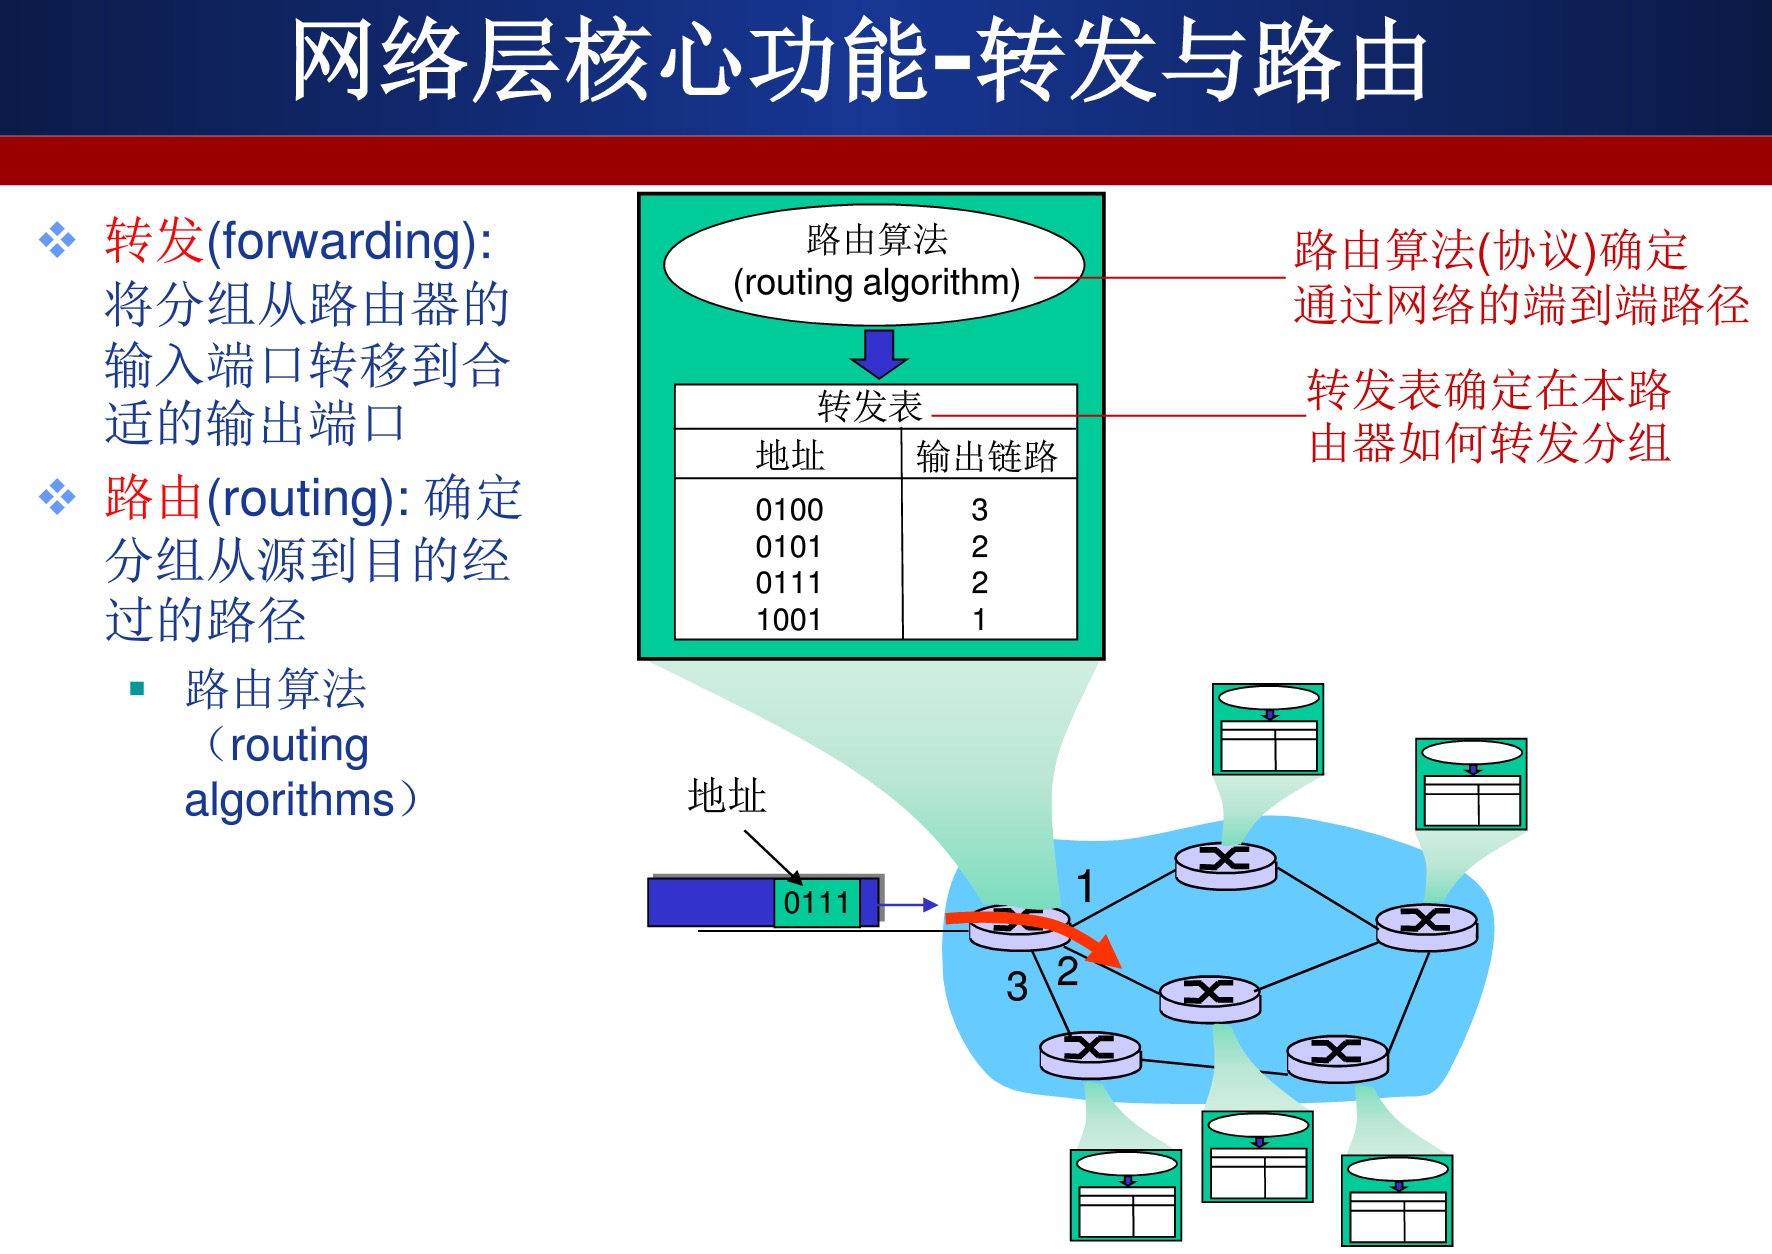 网络层核心功能-转发与路由
转发(forwarding):
将分组从路由器的
输入端口转移到合
适的输出端口
路由(routing): 确定
分组从源到目的经
过的路径
路由算法
（routing
algorithms）
路由算法
(routing algorithm)
转发表
地址 输出链路
0100 3
0101 2
0111 2
1001 1
路由算法(协议)确定
通过网络的端到端路径
转发表确定在本路
由器如何转发分组
地址
0111
1
2
3